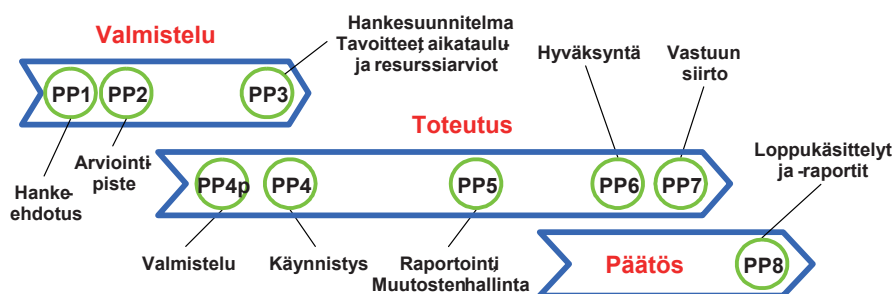 Valmistelu
Hankesuunnitelma
Tavoitteet, aikataulu-
ja resurssiarviot
Hyväksyntä
Vastuun
siirto
PP1
PP2
PP3
Toteutus
Arviointi-
piste
Hanke-
ehdotus
Loppukäsittelyt
ja -raportit
PP4p
PP4
PP5
PP6
PP7
Valmistelu
Käynnistys
Raportointi,
Muutostenhallinta
Päätös
PP8